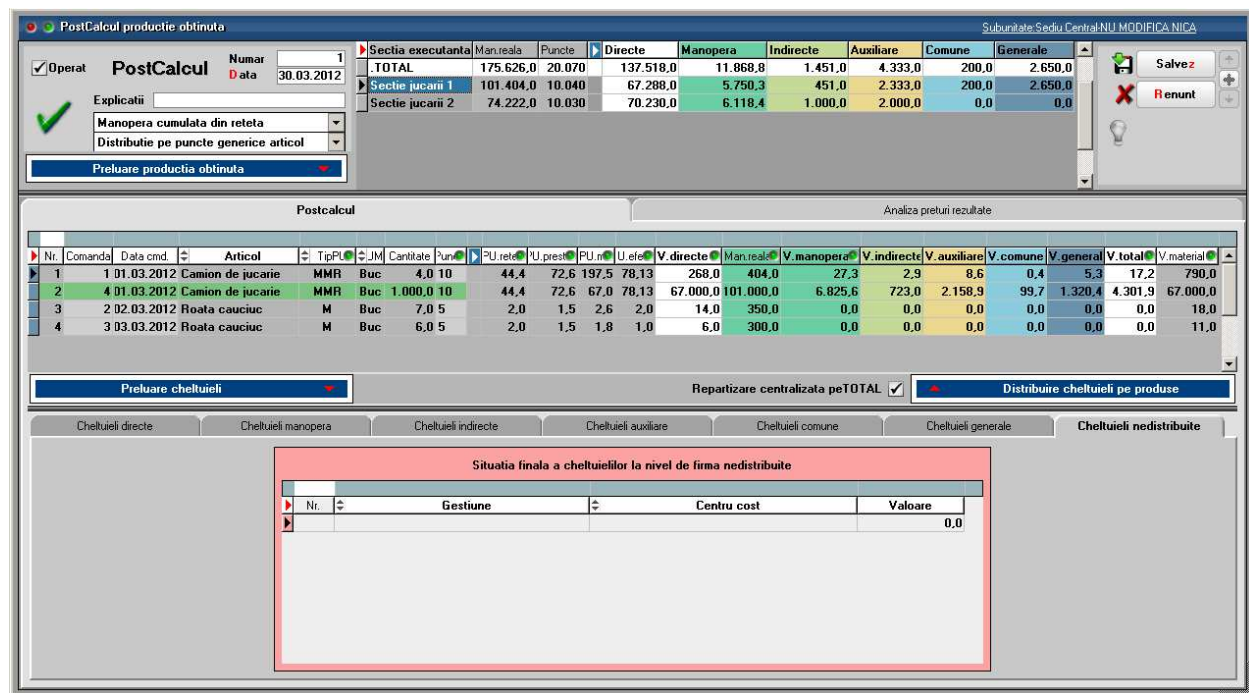 PostCalcul productie obtinuta Subunitate:Sediu Central-NU MODIFICA NICA
Operat PostCalcul Numar 1
Data 30.03.2012
Explicatii
Manopera cumulata din reteta
Distributie pe puncte generice articol
Preluare productia obtinuta
Sectia executanta Man.reala Puncte Directe Manopera Indirecte Auxiliare Comune Generale
.TOTAL 175.626,0 20.070 137.518,0 11.868,8 1.451,0 4.333,0 200,0 2.650,0
Sectie jucarii 1 101.404,0 10.040 67.288,0 5.750,3 451,0 2.333,0 200,0 2.650,0
Sectie jucarii 2 74.222,0 10.030 70.230,0 6.118,4 1.000,0 2.000,0 0,0 0,0
Salvez
Renunt
Postcalcul Analiza preturi rezultate
Nr. Comanda Data cmd. Articol TipPl JM Cantitate Pun PU.rete PU.prest PU.m U.efe V.directe Man.reala V.manopera V.indirecte V.auxiliare V.comune V.general V.total V.material
1 1 01.03.2012 Camion de jucarie MMR Buc 4,0 10 44,4 72,6 197,5 78,13 268,0 404,0 27,3 2,9 8,6 0,4 5,3 17,2 790,0
2 4 01.03.2012 Camion de jucarie MMR Buc 1.000,0 10 44,4 72,6 67,0 78,13 67.000,0 101.000,0 6.825,6 723,0 2.158,9 99,7 1.320,4 4.301,9 67.000,0
3 2 02.03.2012 Roata cauciuc M Buc 7,0 5 2,0 1,5 2,6 2,0 14,0 350,0 0,0 0,0 0,0 0,0 0,0 0,0 18,0
4 3 03.03.2012 Roata cauciuc M Buc 6,0 5 2,0 1,5 1,8 1,0 6,0 300,0 0,0 0,0 0,0 0,0 0,0 0,0 11,0
Preluare cheltuieli Repartizare centralizata peTOTAL Distribuire cheltuieli pe produse
Cheltuieli directe Cheltuieli manopera Cheltuieli indirecte Cheltuieli auxiliare Cheltuieli comune Cheltuieli generale Cheltuieli nedistribuite
Situatia finala a cheltuielilor la nivel de firma nedistribuite
Nr. Gestiune Centru cost Valoare
0,0